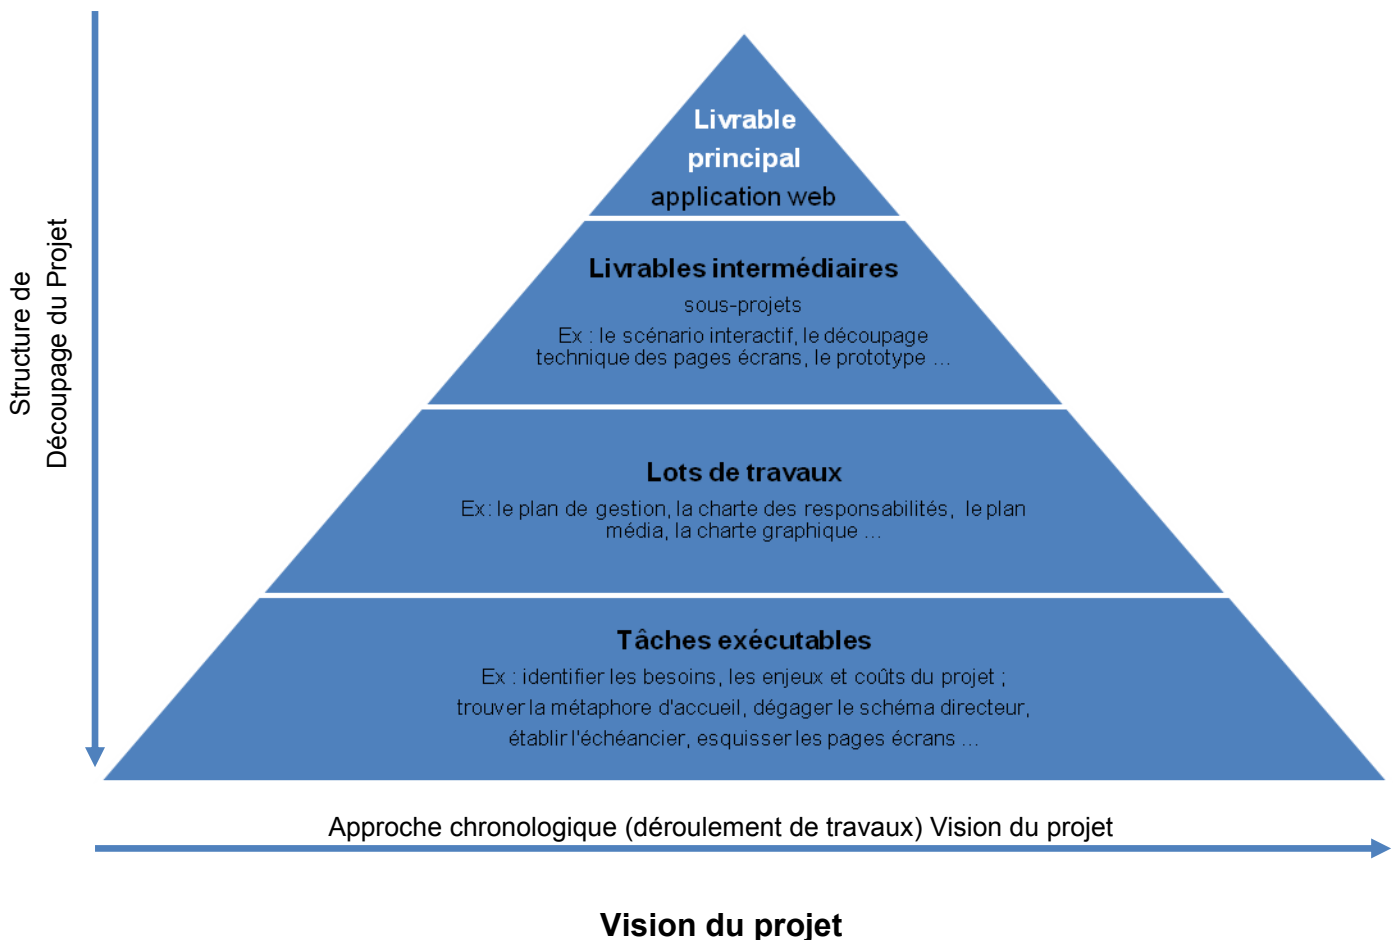 Livrable
principal
application web
Livrables intermédiaires
sous-projets
Ex : le scénario interactif, le découpage
technique des pages écrans, le prototype ...
Lots de travaux
Ex: le plan de gestion, la charte des responsabilités, le plan
média, la charte graphique ...
Tâches exécutables
Ex : identifier les besoins, les enjeux et coûts du projet ;
trouver la métaphore d'accueil, dégager le schéma directeur,
établir l'échéancier, esquisser les pages écrans ...
Structure de
Découpage du Projet
Approche chronologique (déroulement de travaux) Vision du projet
Vision du projet